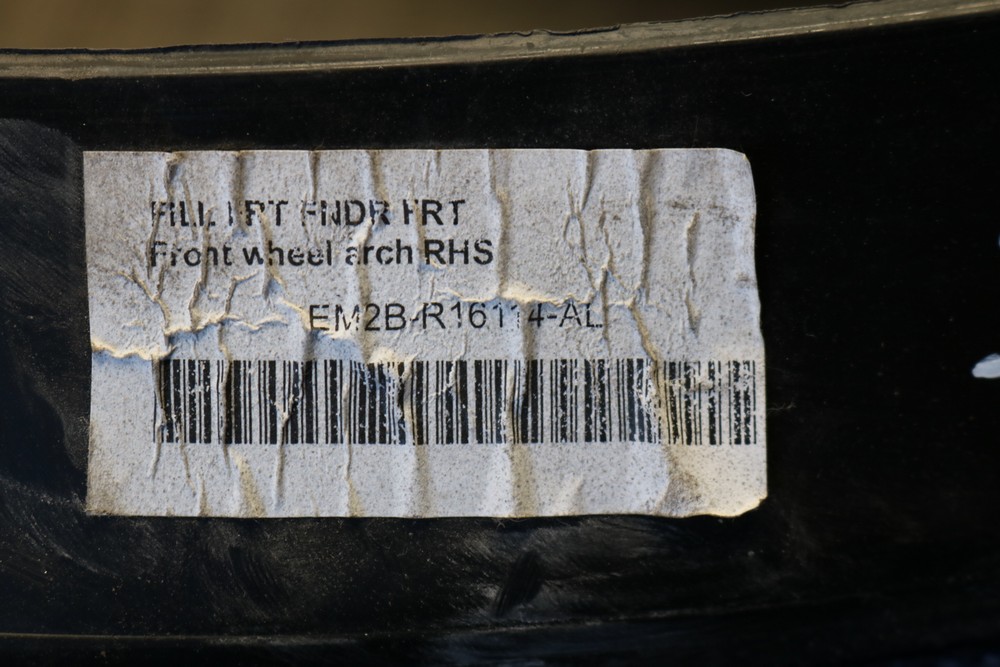 FILL FRT FNDR FRT
Front wheel arch RHS
EM2B-R16114-AL